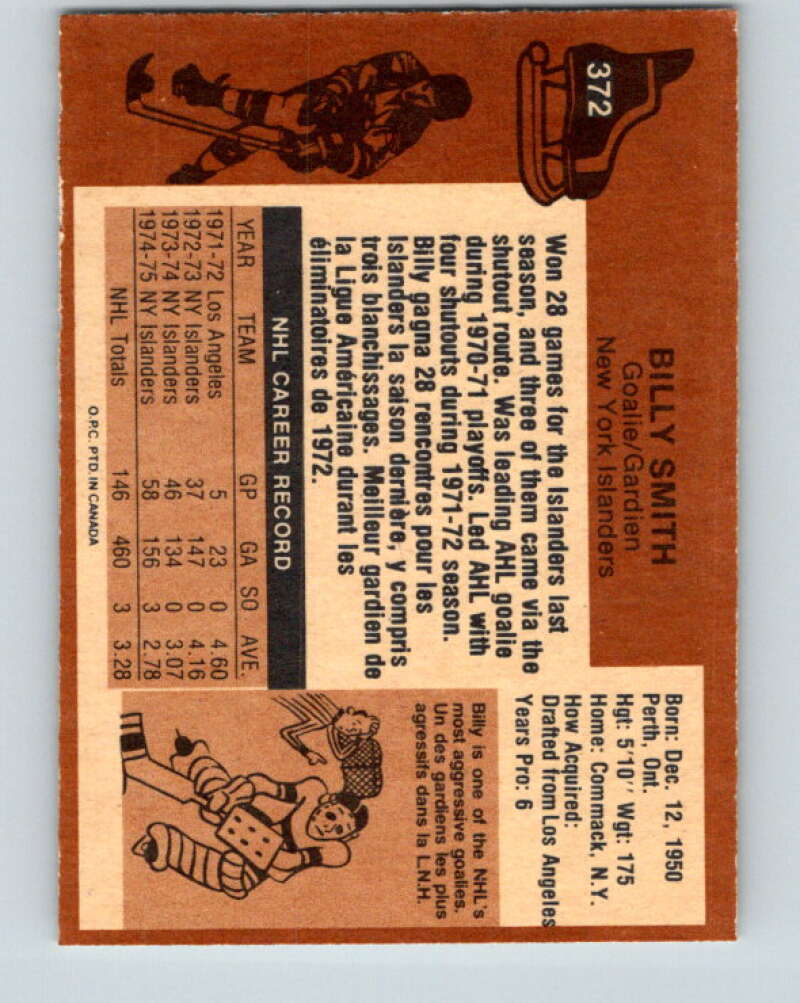 372
BILLY SMITH
Goalie/Gardien
New York Islanders
Born: Dec. 12, 1950
Perth, Ont.
Hgt: 5'10" Wgt: 175
Home: Commack, N.Y.
How Acquired:
Drafted from Los Angeles
Years Pro: 6
Won 28 games for the Islanders last
season, and three of them came via the
shutout route. Was leading AHL goalie
during 1970-71 playoffs. Led AHL with
four shutouts during 1971-72 season.
Billy gagna 28 rencontres pour les
Islanders la saison dernière, y compris
trois blanchissages. Meilleur gardien de
la Ligue Américaine durant les
éliminatoires de 1972.
NHL CAREER RECORD
YEAR TEAM GP GA SO AVE.
1971-72 Los Angeles 5 23 0 4.60
1972-73 NY Islanders 37 147 0 4.16
1973-74 NY Islanders 46 134 0 3.07
1974-75 NY Islanders 58 156 3 2.78
NHL Totals 146 460 3 3.28
Billy is one of the NHL's
most aggressive goalies.
Un des gardiens les plus
agressifs dans la L.N.H.
O.P.C. PTD. IN CANADA